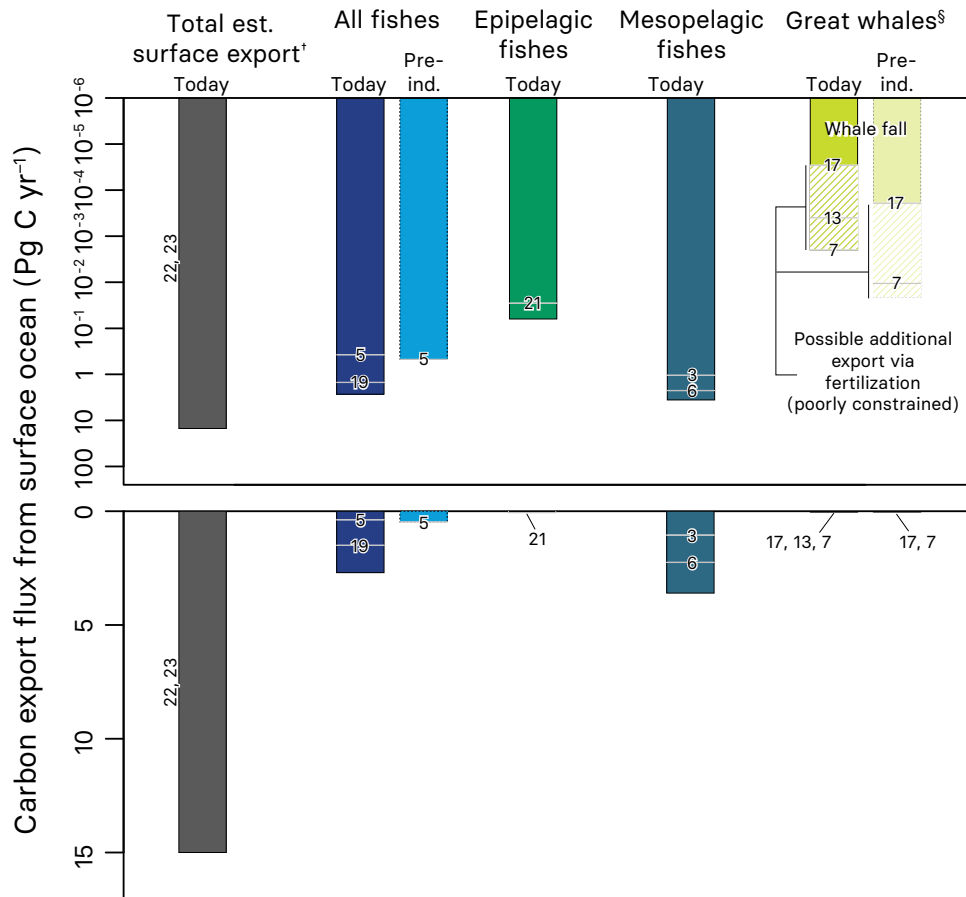 Total est.
surface export†
All fishes
Epipelagic
fishes
Mesopelagic
fishes
Great whales§
Today
Today
Pre-
ind.
Today
Today
Today
Pre-
ind.
Carbon export flux from surface ocean (Pg C yr⁻¹)
10⁻⁶
10⁻⁵
10⁻⁴
10⁻³
10⁻²
10⁻¹
1
10
100
22, 23
5
19
5
21
3
6
Whale fall
17
13
7
17
7
Possible additional
export via
fertilization
(poorly constrained)
0
5
10
15
22, 23
5
19
5
21
3
6
17, 13, 7
17, 7